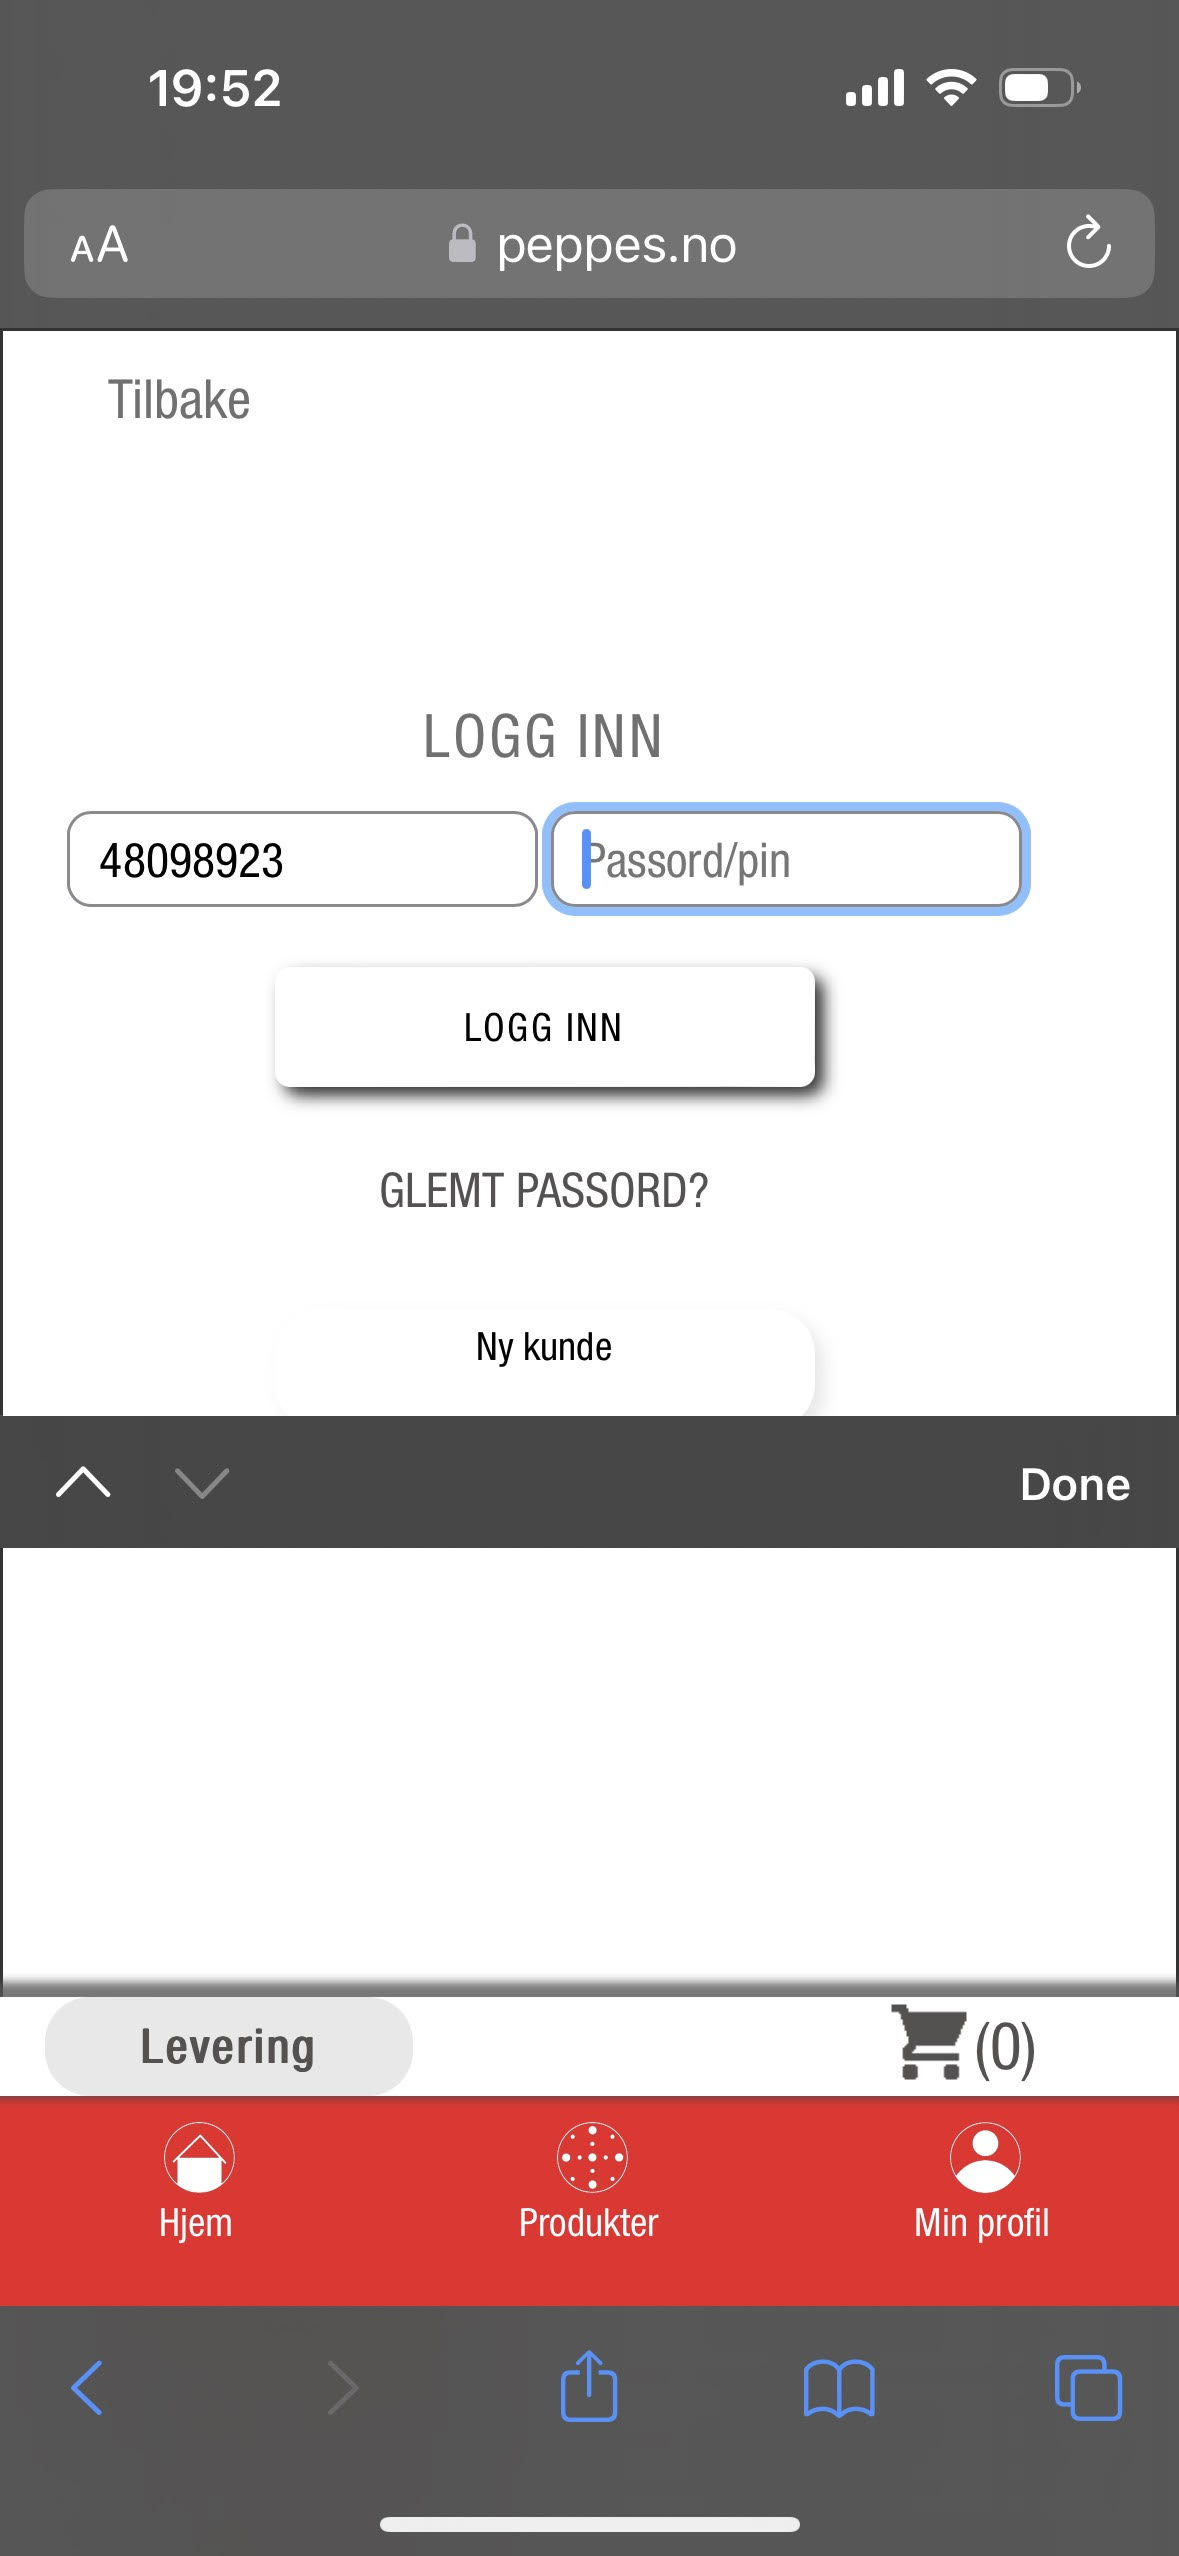 19:52
AA
peppes.no
Tilbake
LOGG INN
48098923
Passord/pin
LOGG INN
GLEMT PASSORD?
Ny kunde
Done
Levering
(0)
Hjem
Produkter
Min profil